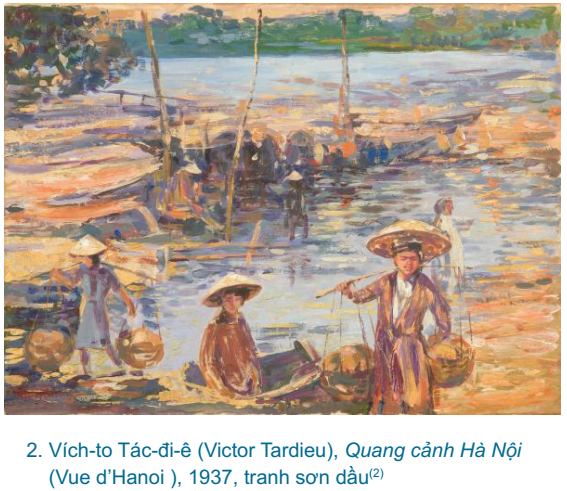 2. Vích-to Tác-đi-ê (Victor Tardieu), Quang cảnh Hà Nội
(Vue d’Hanoi ), 1937, tranh sơn dầu(2)